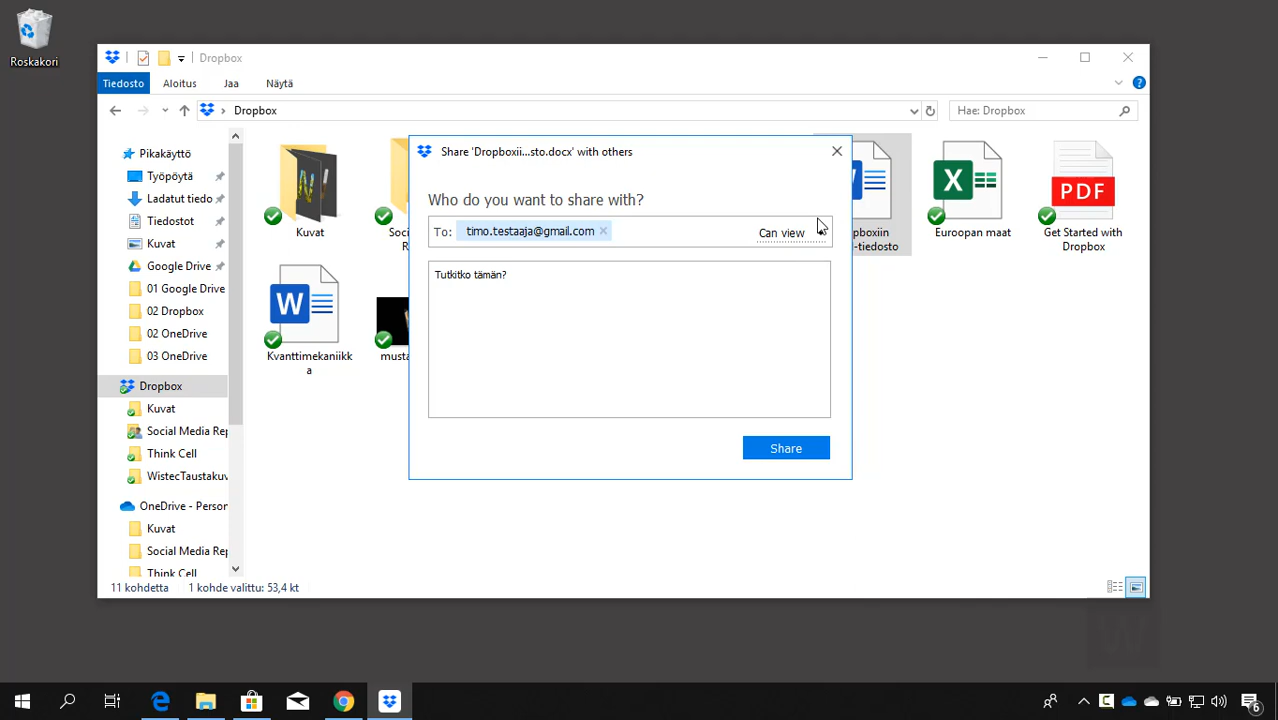 Roskakori
Dropbox
Tiedosto Aloitus Jaa Näytä
Dropbox
Hae: Dropbox
Pikakäyttö
Työpöytä
Ladatut tiedo
Tiedostot
Kuvat
Google Drive
01 Google Drive
02 Dropbox
02 OneDrive
03 OneDrive
Dropbox
Kuvat
Social Media Rep
Think Cell
WistecTaustakuv
OneDrive - Person
Kuvat
Social Media Rep
Think Cell
Kuvat
Soci
R
pboxiin
-tiedosto
Euroopan maat
PDF
Get Started with
Dropbox
Kvanttimekaniikk
a
musta
Share 'Dropboxii...sto.docx' with others
Who do you want to share with?
To: timo.testaaja@gmail.com × Can view
Tutkitko tämän?
Share
11 kohdetta 1 kohde valittu: 53,4 kt
6